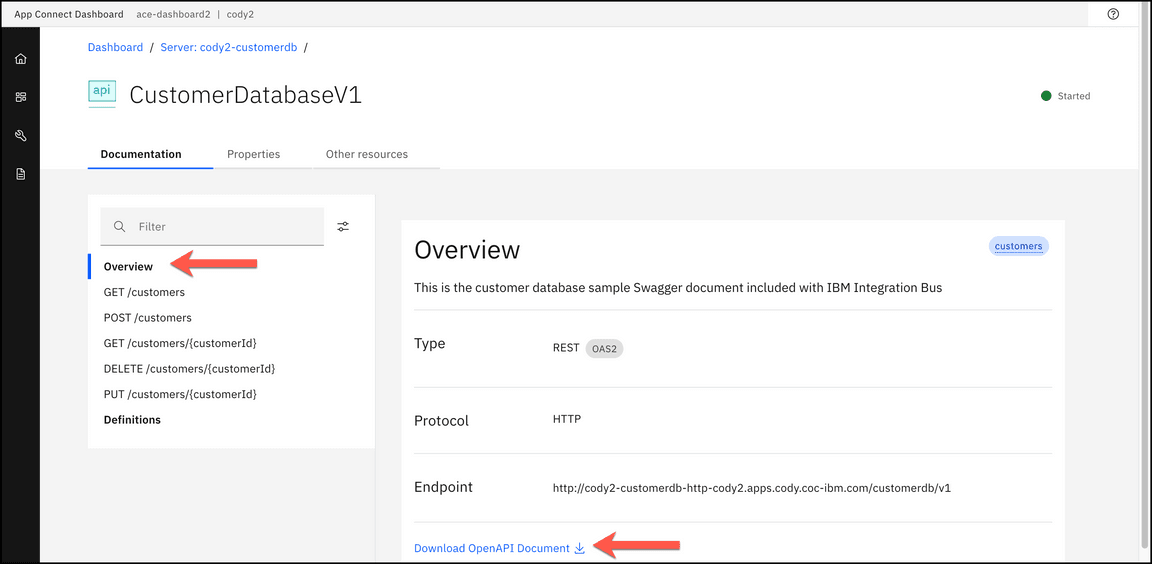 App Connect Dashboard ace-dashboard2 | cody2
Dashboard / Server: cody2-customerdb /
api CustomerDatabaseV1
Started
Documentation Properties Other resources
Filter
Overview
GET /customers
POST /customers
GET /customers/{customerId}
DELETE /customers/{customerId}
PUT /customers/{customerId}
Definitions
Overview
customers
This is the customer database sample Swagger document included with IBM Integration Bus
Type REST OAS2
Protocol HTTP
Endpoint http://cody2-customerdb-http-cody2.apps.cody.coc-ibm.com/customerdb/v1
Download OpenAPI Document